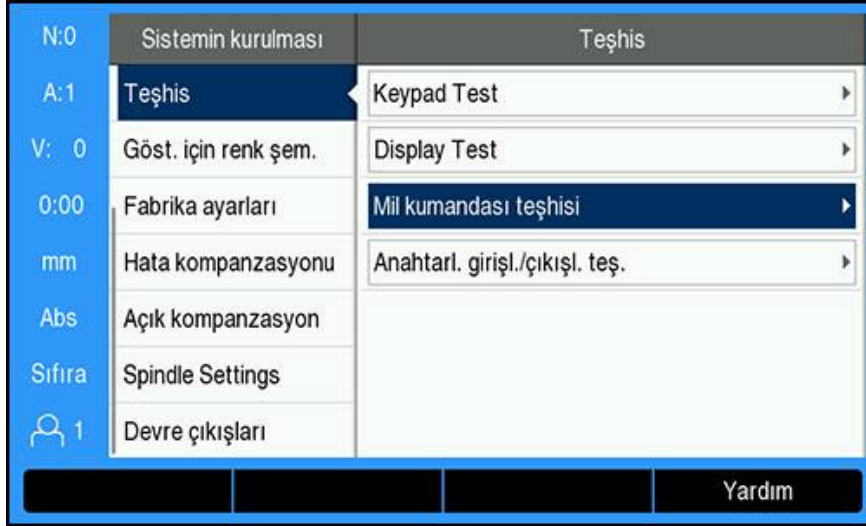 N:0
A:1
V: 0
0:00
mm
Abs
Sıfıra
1
Sistemin kurulması
Teşhis
Göst. için renk şem.
Fabrika ayarları
Hata kompanzasyonu
Açık kompanzasyon
Spindle Settings
Devre çıkışları
Teşhis
Keypad Test
Display Test
Mil kumandası teşhisi
Anahtarl. girişl./çıkışl. teş.
Yardım